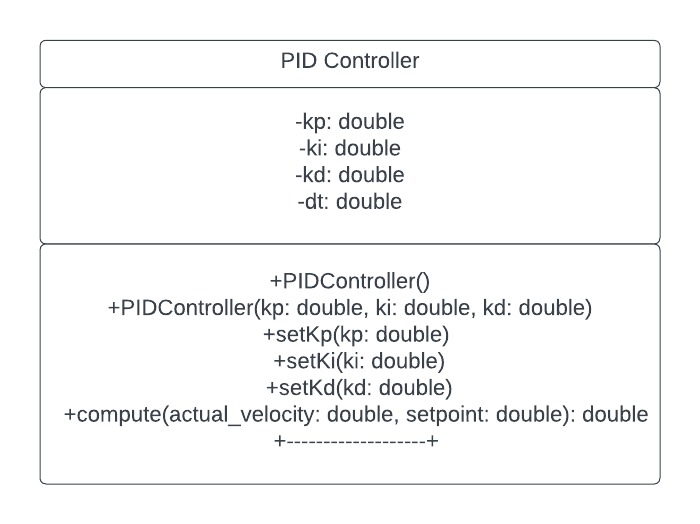 PID Controller
-kp: double
-ki: double
-kd: double
-dt: double
+PIDController()
+PIDController(kp: double, ki: double, kd: double)
+setKp(kp: double)
+setKi(ki: double)
+setKd(kd: double)
+compute(actual_velocity: double, setpoint: double): double
+-------------------+